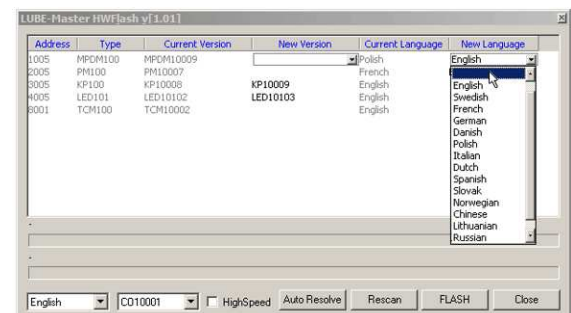 LUBE-Master HWFlash v[1.01]
Address Type Current Version New Version Current Language New Language
1005 MPDM100 MPDM10009 Polish English
2005 PM100 PM10007 French
3005 KP100 KP10008 KP10009 English English
4005 LED101 LED10102 LED10103 English Swedish
8001 TCM100 TCM10002 English French
German
Danish
Polish
Italian
Dutch
Spanish
Slovak
Norwegian
Chinese
Lithuanian
Russian
English CO10001 HighSpeed Auto Resolve Rescan FLASH Close